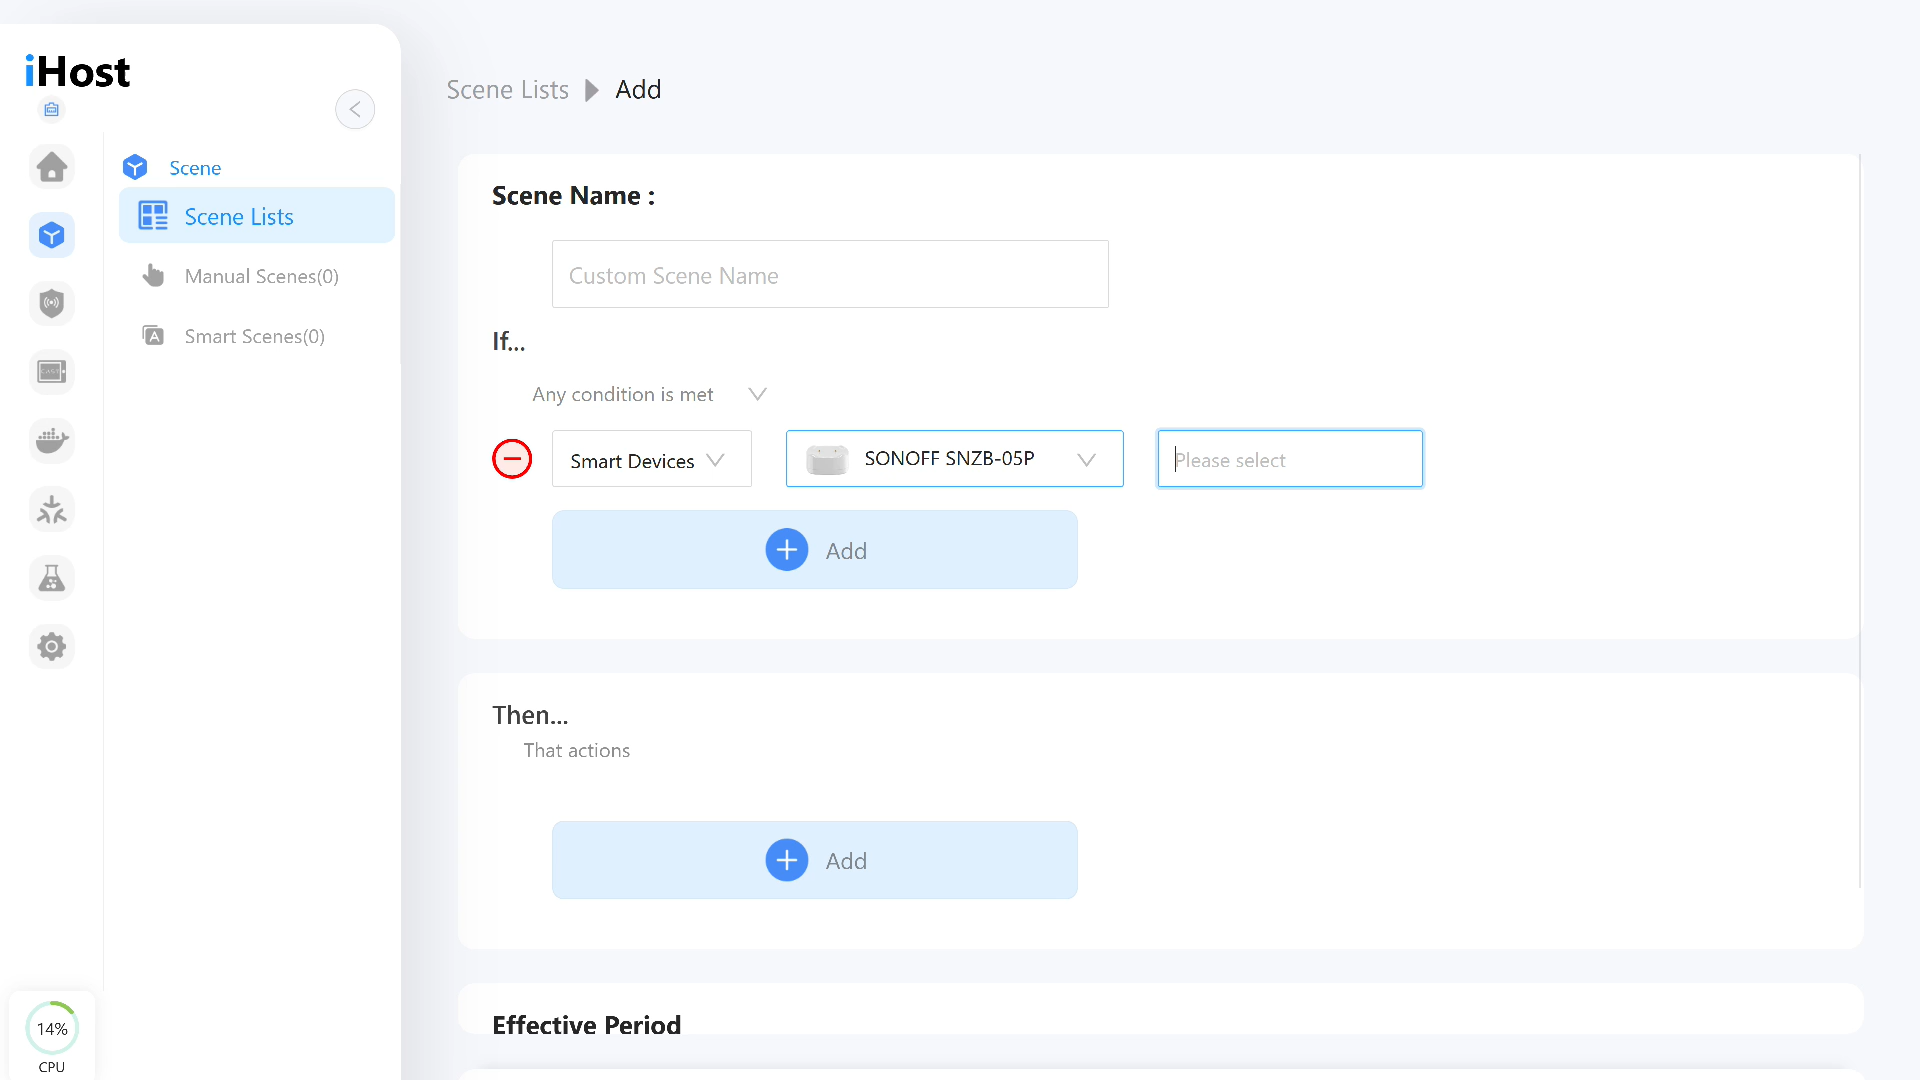 iHost
Scene Lists
Add
Scene
Scene Lists
Manual Scenes(0)
Smart Scenes(0)
Scene Name :
Custom Scene Name
If...
Any condition is met
Smart Devices
SONOFF SNZB-05P
Please select
Add
Then...
That actions
Add
Effective Period
14%
CPU